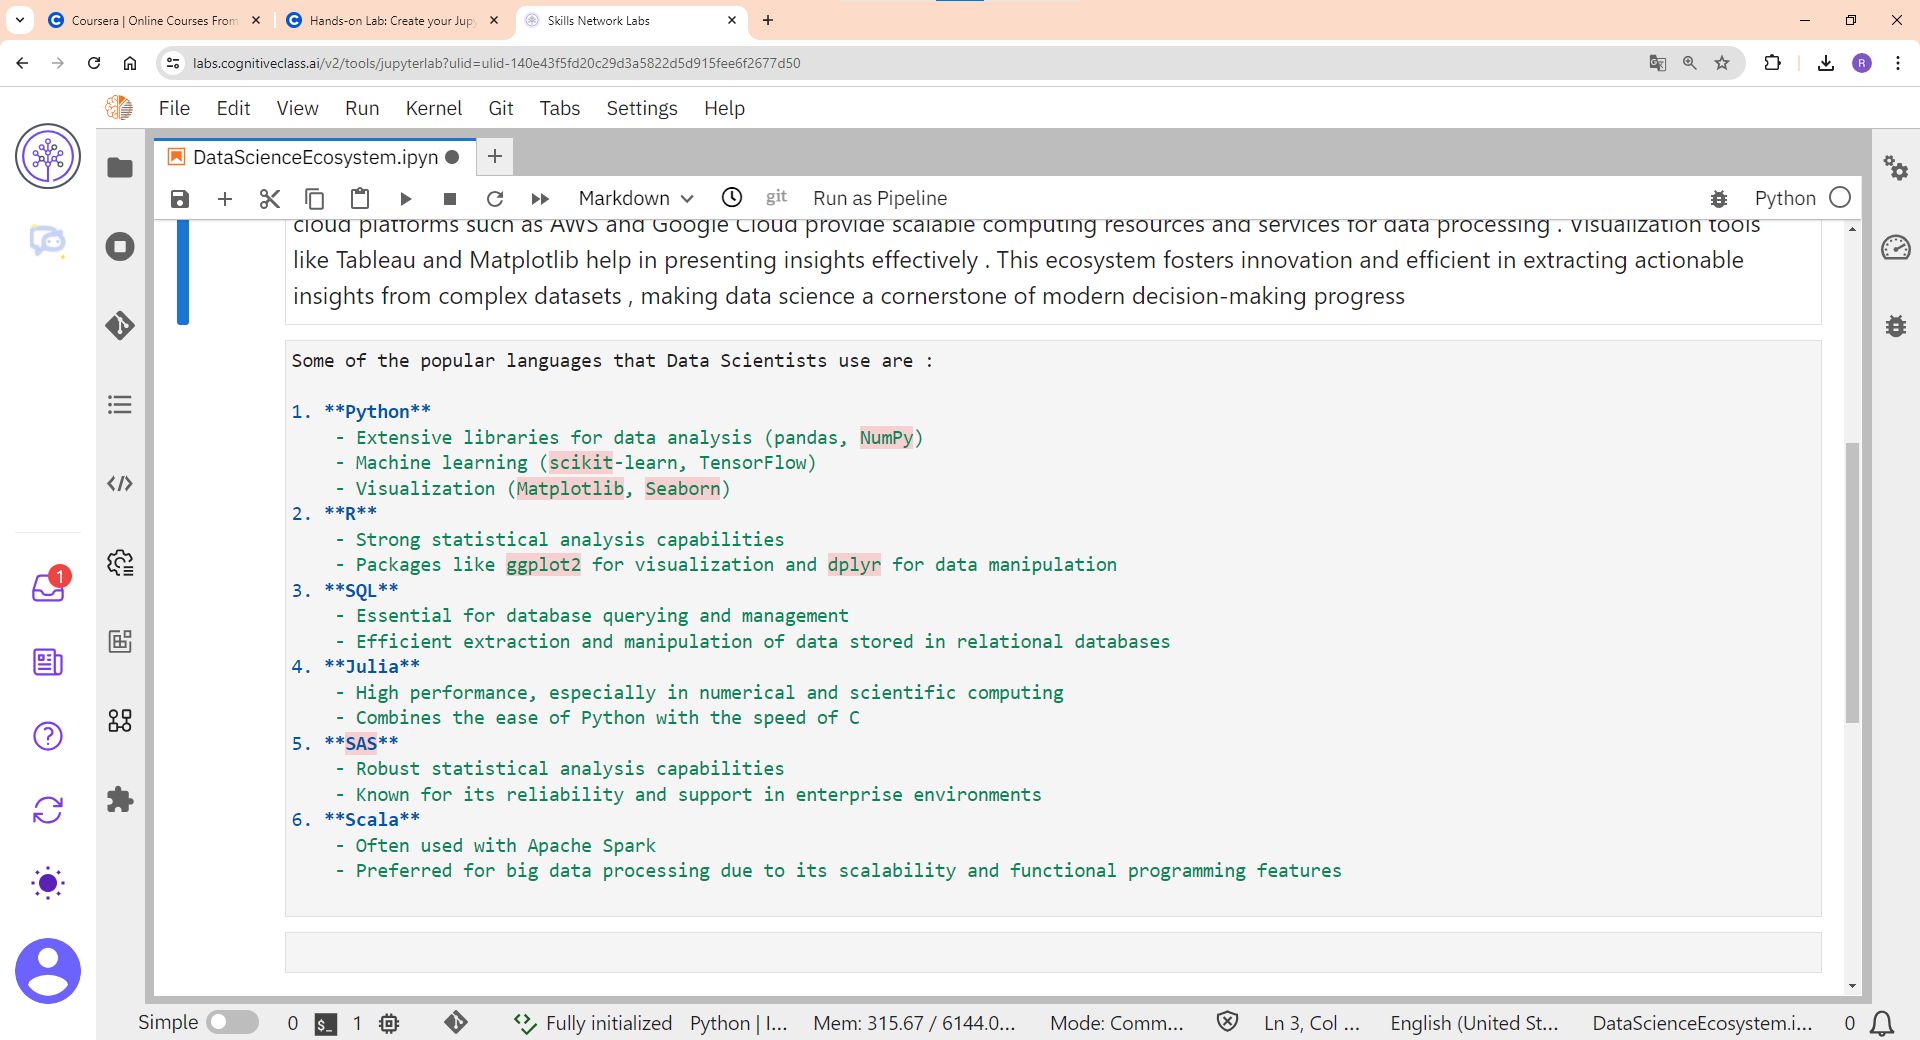 Coursera | Online Courses From
Hands-on Lab: Create your Jup
Skills Network Labs
labs.cognitiveclass.ai/v2/tools/jupyterlab?ulid=ulid-140e43f5fd20c29d3a5822d5d915fee6f2677d50
R
File Edit View Run Kernel Git Tabs Settings Help
DataScienceEcosystem.ipyn
Markdown git Run as Pipeline Python
cloud platforms such as AWS and Google Cloud provide scalable computing resources and services for data processing . Visualization tools
like Tableau and Matplotlib help in presenting insights effectively . This ecosystem fosters innovation and efficient in extracting actionable
insights from complex datasets , making data science a cornerstone of modern decision-making progress
Some of the popular languages that Data Scientists use are :
1. **Python**
- Extensive libraries for data analysis (pandas, NumPy)
- Machine learning (scikit-learn, TensorFlow)
- Visualization (Matplotlib, Seaborn)
2. **R**
- Strong statistical analysis capabilities
- Packages like ggplot2 for visualization and dplyr for data manipulation
3. **SQL**
- Essential for database querying and management
- Efficient extraction and manipulation of data stored in relational databases
4. **Julia**
- High performance, especially in numerical and scientific computing
- Combines the ease of Python with the speed of C
5. **SAS**
- Robust statistical analysis capabilities
- Known for its reliability and support in enterprise environments
6. **Scala**
- Often used with Apache Spark
- Preferred for big data processing due to its scalability and functional programming features
1
Simple 0 $_ 1 Fully initialized Python | I... Mem: 315.67 / 6144.0... Mode: Comm... Ln 3, Col ... English (United St... DataScienceEcosystem.i... 0